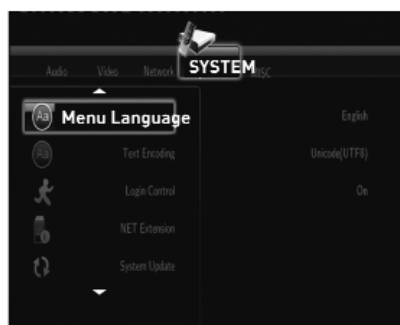 Audio Video Network SYSTEM MISC
Menu Language English
Text Encoding Unicode(UTF8)
Login Control On
NET Extension
System Update